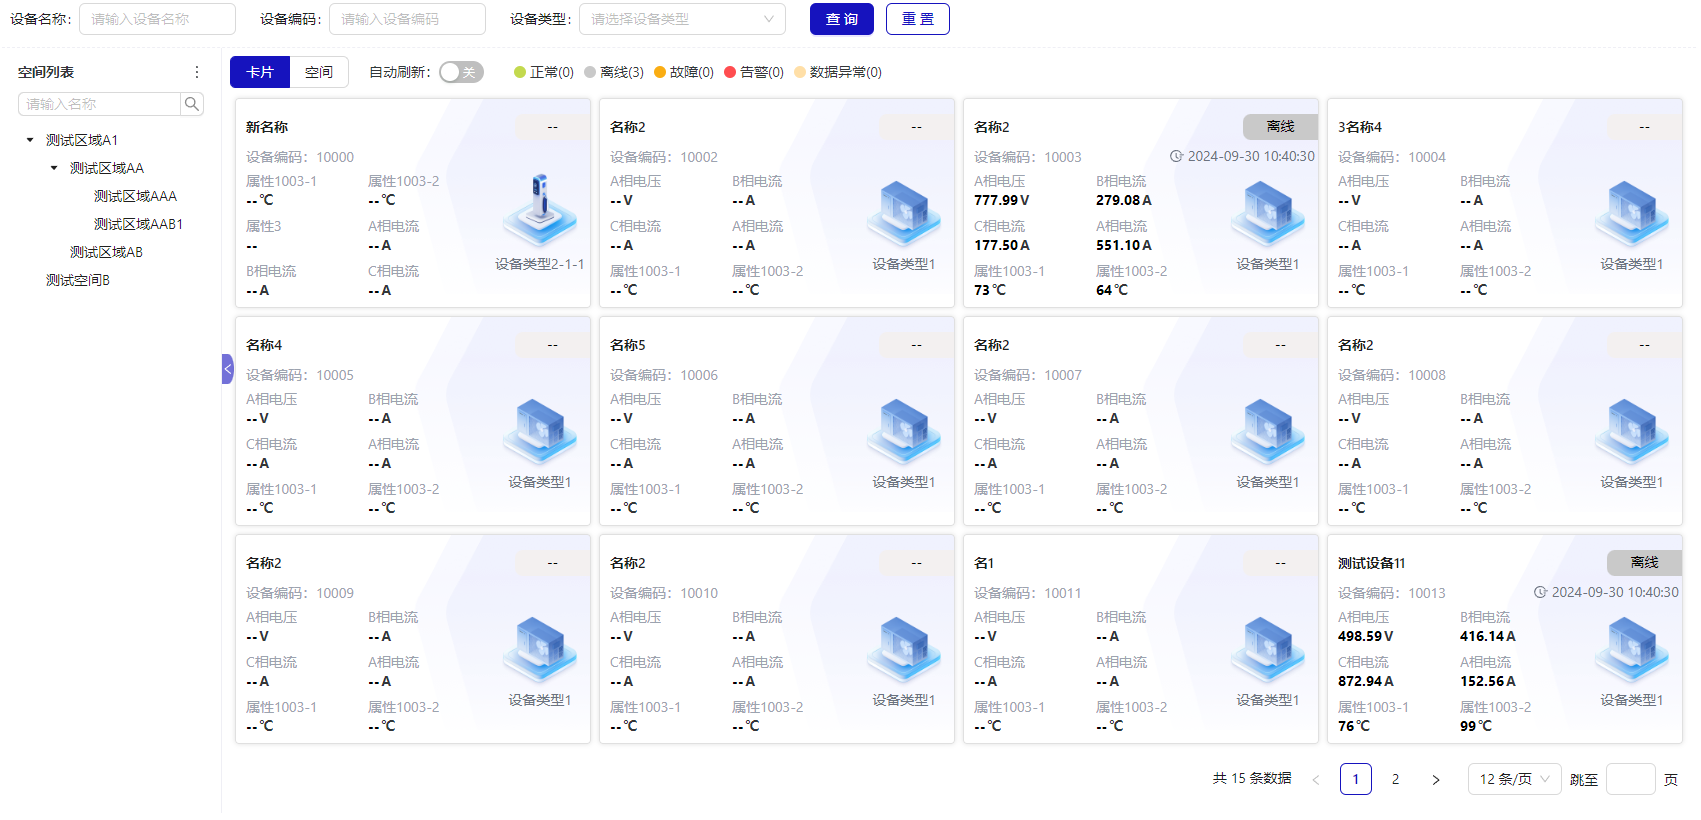 设备名称: 请输入设备名称 设备编码: 请输入设备编码 设备类型: 请选择设备类型 查 询 重 置
空间列表
请输入名称
测试区域A1
测试区域AA
测试区域AAA
测试区域AAB1
测试区域AB
测试空间B
卡片 空间 自动刷新: 关 正常(0) 离线(3) 故障(0) 告警(0) 数据异常(0)
新名称 --
设备编码: 10000
属性1003-1 属性1003-2
--℃ --℃
属性3 A相电流
-- --A
B相电流 C相电流
--A --A
设备类型2-1-1
名称2 --
设备编码: 10002
A相电压 B相电流
--V --A
C相电流 A相电流
--A --A
属性1003-1 属性1003-2
--℃ --℃
设备类型1
名称2 离线
设备编码: 10003 2024-09-30 10:40:30
A相电压 B相电流
777.99V 279.08A
C相电流 A相电流
177.50A 551.10A
属性1003-1 属性1003-2
73℃ 64℃
设备类型1
3名称4 --
设备编码: 10004
A相电压 B相电流
--V --A
C相电流 A相电流
--A --A
属性1003-1 属性1003-2
--℃ --℃
设备类型1
名称4 --
设备编码: 10005
A相电压 B相电流
--V --A
C相电流 A相电流
--A --A
属性1003-1 属性1003-2
--℃ --℃
设备类型1
名称5 --
设备编码: 10006
A相电压 B相电流
--V --A
C相电流 A相电流
--A --A
属性1003-1 属性1003-2
--℃ --℃
设备类型1
名称2 --
设备编码: 10007
A相电压 B相电流
--V --A
C相电流 A相电流
--A --A
属性1003-1 属性1003-2
--℃ --℃
设备类型1
名称2 --
设备编码: 10008
A相电压 B相电流
--V --A
C相电流 A相电流
--A --A
属性1003-1 属性1003-2
--℃ --℃
设备类型1
名称2 --
设备编码: 10009
A相电压 B相电流
--V --A
C相电流 A相电流
--A --A
属性1003-1 属性1003-2
--℃ --℃
设备类型1
名称2 --
设备编码: 10010
A相电压 B相电流
--V --A
C相电流 A相电流
--A --A
属性1003-1 属性1003-2
--℃ --℃
设备类型1
名1 --
设备编码: 10011
A相电压 B相电流
--V --A
C相电流 A相电流
--A --A
属性1003-1 属性1003-2
--℃ --℃
设备类型1
测试设备11 离线
设备编码: 10013 2024-09-30 10:40:30
A相电压 B相电流
498.59V 416.14A
C相电流 A相电流
872.94A 152.56A
属性1003-1 属性1003-2
76℃ 99℃
设备类型1
共 15 条数据 < 1 2 > 12 条/页 跳至 页